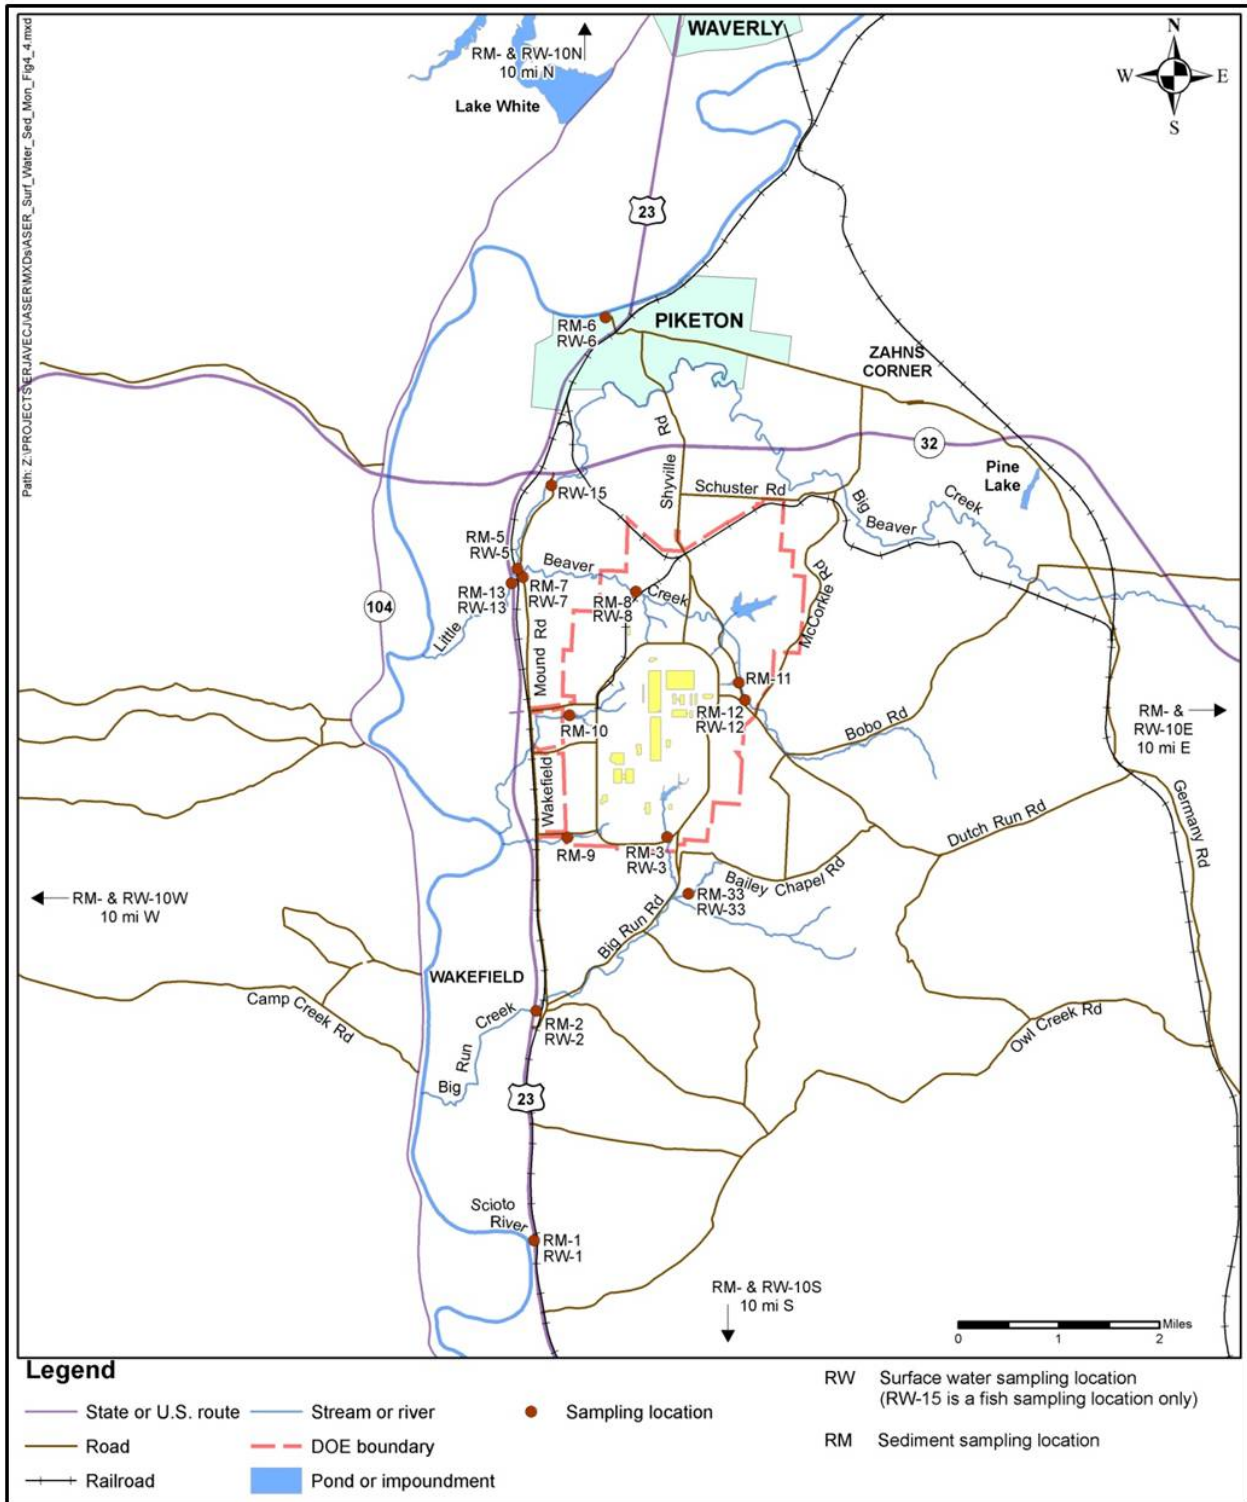 Path: Z:\PROJECTS\ERJAVECJ\ASER\MXDs\ASER_Surf_Water_Sed_Mon_Fig4_4.mxd
WAVERLY
N
W
E
S
RM- & RW-10N
10 mi N
Lake White
23
RM-6
RW-6
PIKETON
ZAHNS
CORNER
Shyville Rd
32
RW-15
Schuster Rd
Pine
Lake
Big Beaver Creek
RM-5
RW-5
Little Beaver Creek
RM-13
RW-13
RM-7
RW-7
RM-8
RW-8
McCorkle Rd
104
Mound Rd
RM-11
RM-12
RW-12
RM-10
Bobo Rd
RM- &
RW-10E
10 mi E
Wakefield
Germany Rd
Dutch Run Rd
RM-9
RM-3
RW-3
Bailey Chapel Rd
RM-33
RW-33
RM- & RW-10W
10 mi W
Big Run Rd
WAKEFIELD
Camp Creek Rd
Big Run Creek
RM-2
RW-2
Owl Creek Rd
23
Scioto
River
RM-1
RW-1
RM- & RW-10S
10 mi S
Miles
0 1 2
Legend
State or U.S. route
Road
Railroad
Stream or river
DOE boundary
Pond or impoundment
Sampling location
RW Surface water sampling location
(RW-15 is a fish sampling location only)
RM Sediment sampling location